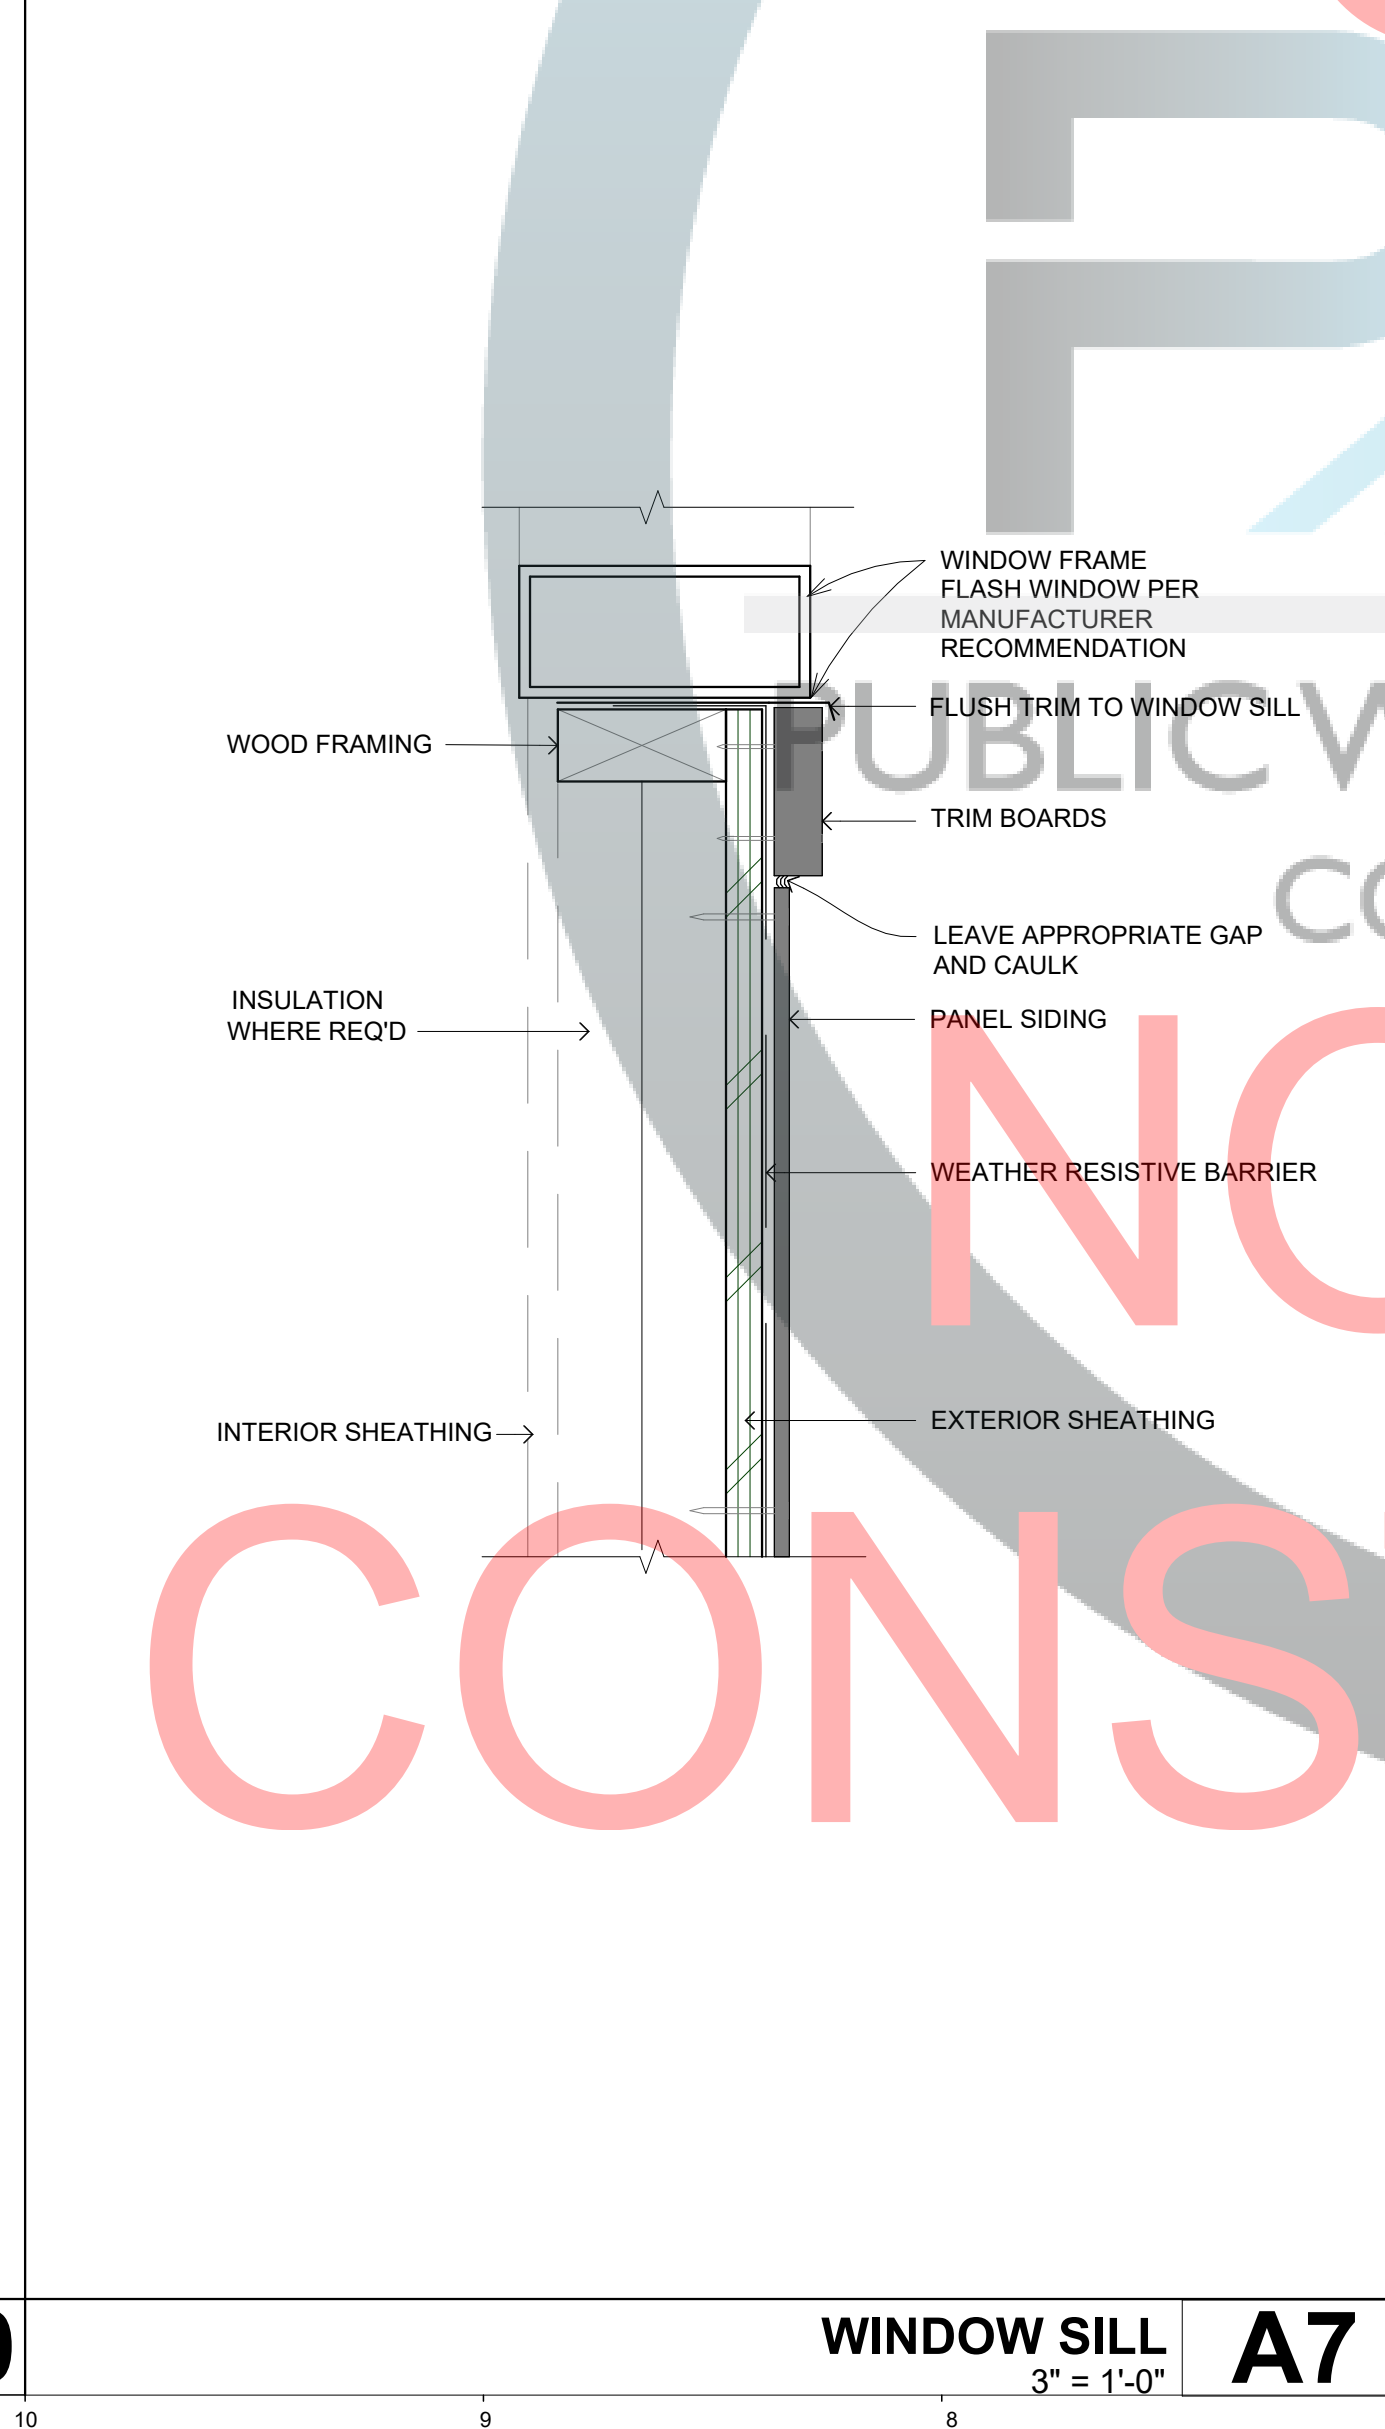 WINDOW FRAME
FLASH WINDOW PER
MANUFACTURER
RECOMMENDATION
FLUSH TRIM TO WINDOW SILL
PUBLIC W
WOOD FRAMING
TRIM BOARDS
CO
LEAVE APPROPRIATE GAP
AND CAULK
INSULATION
WHERE REQ'D
PANEL SIDING
NO
WEATHER RESISTIVE BARRIER
EXTERIOR SHEATHING
INTERIOR SHEATHING
CONS
WINDOW SILL
3" = 1'-0"
A7
10
9
8